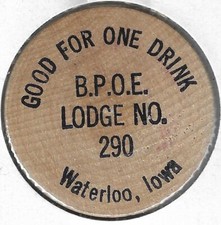 GOOD FOR ONE DRINK
B.P.O.E.
LODGE NO.
290
Waterloo, Iowa